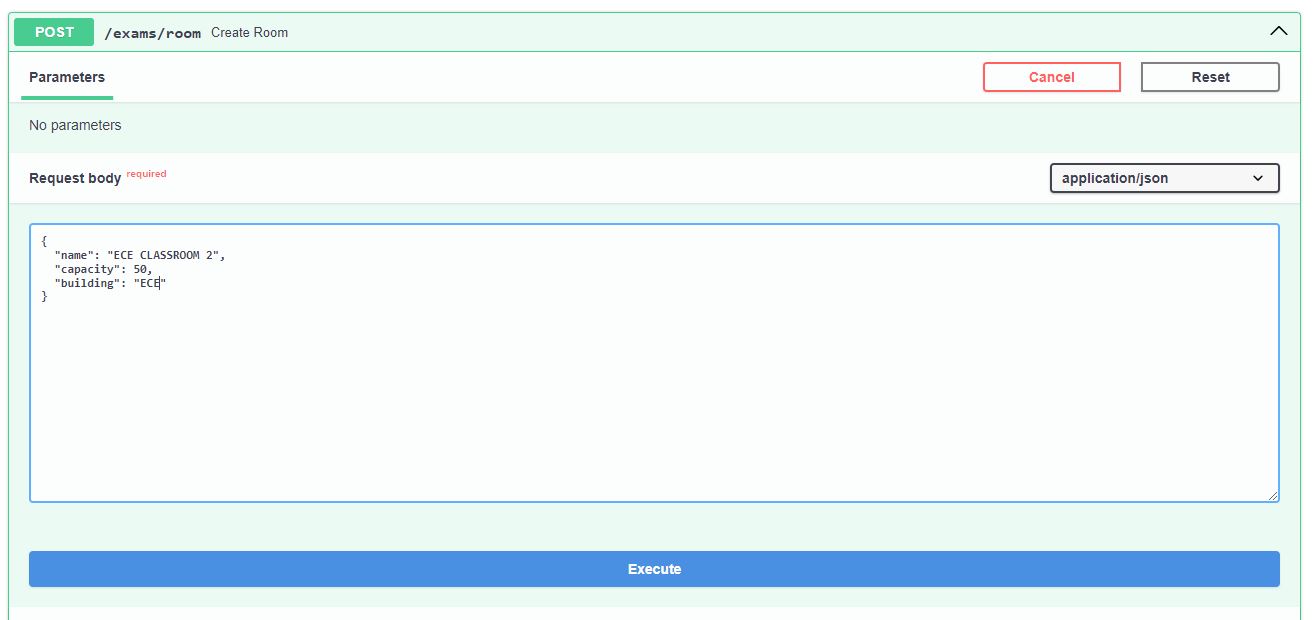 POST /exams/room Create Room
Parameters
Cancel
Reset
No parameters
Request body required
application/json
{
  "name": "ECE CLASSROOM 2",
  "capacity": 50,
  "building": "ECE"
}
Execute